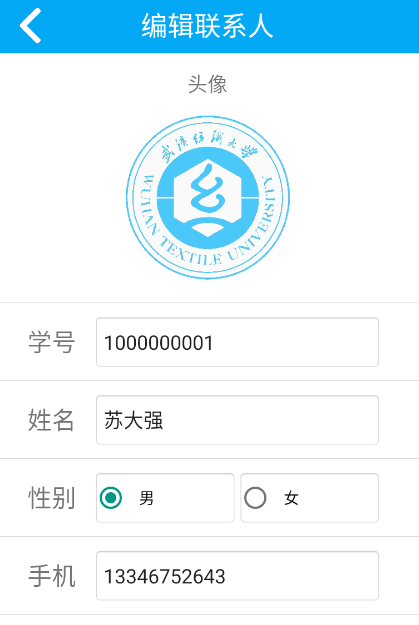 编辑联系人
头像
武汉纺织大学
WUHAN TEXTILE UNIVERSITY
学号 1000000001
姓名 苏大强
性别 男 女
手机 13346752643